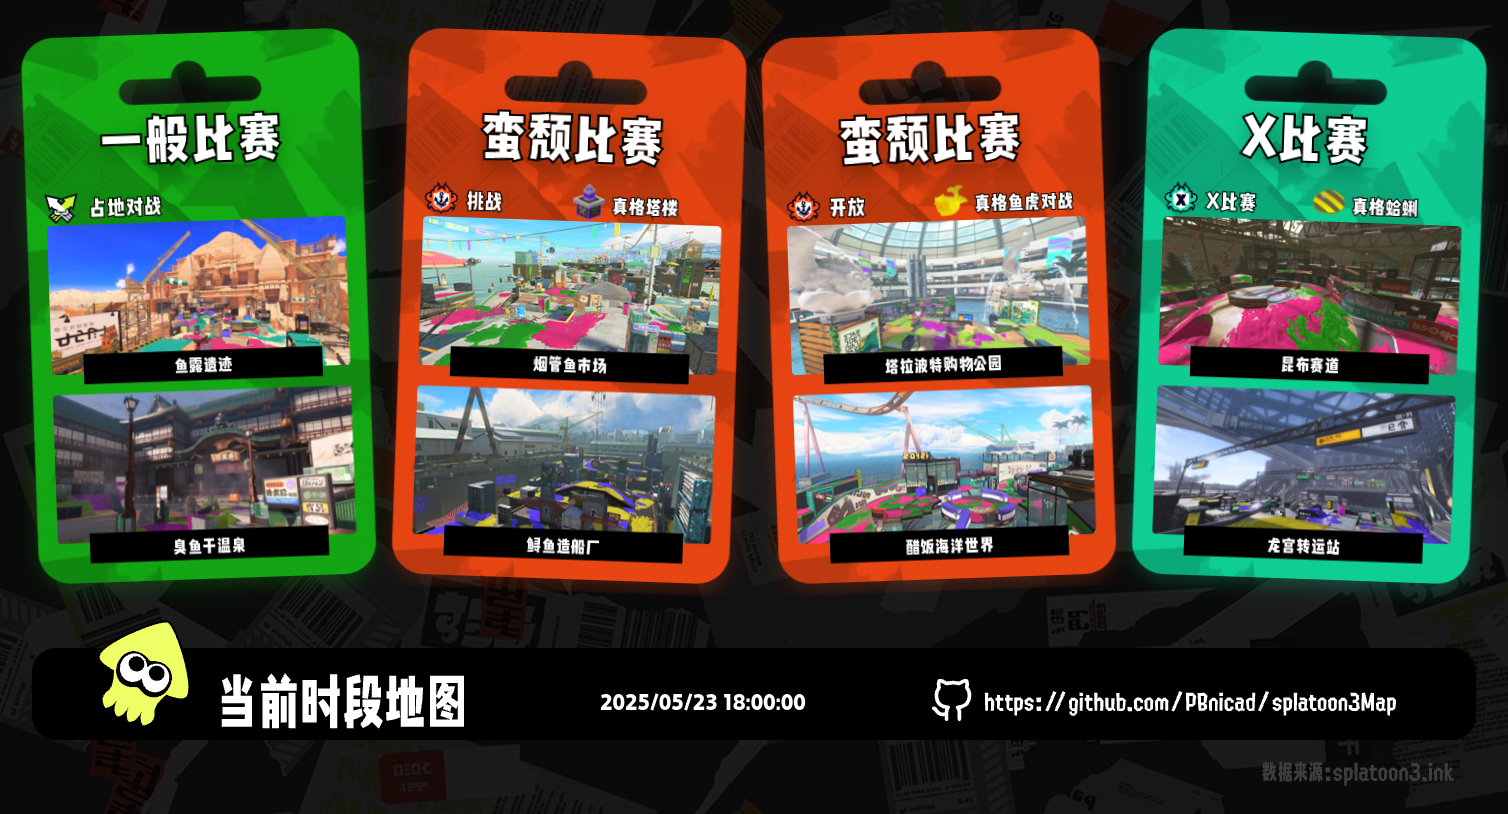 一般比赛
占地对战
鱼露遗迹
臭鱼干温泉
蛮颓比赛
挑战
真格塔楼
烟管鱼市场
鲟鱼造船厂
蛮颓比赛
开放
真格鱼虎对战
塔拉波特购物公园
醋饭海洋世界
X比赛
X比赛
真格蛤蜊
昆布赛道
龙宫转运站
当前时段地图
2025/05/23 18:00:00
https://github.com/PBnicad/splatoon3Map
数据来源:splatoon3.ink